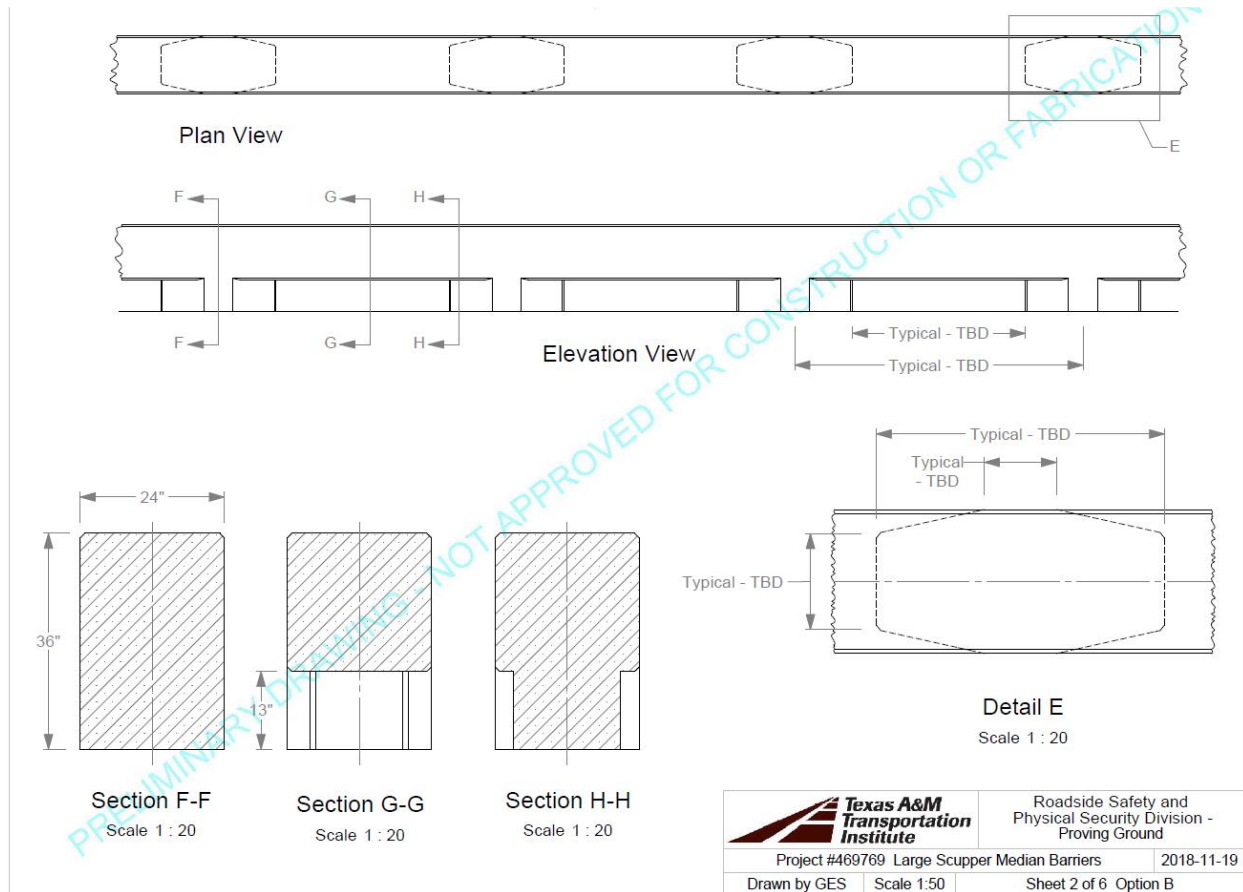 Plan View
E
F
G
H
F
G
H
Elevation View
Typical - TBD
Typical - TBD
PRELIMINARY DRAWING - NOT APPROVED FOR CONSTRUCTION OR FABRICATION
24"
36"
13"
Section F-F
Scale 1 : 20
Section G-G
Scale 1 : 20
Section H-H
Scale 1 : 20
Typical - TBD
Typical
- TBD
Typical - TBD
Detail E
Scale 1 : 20
Texas A&M
Transportation
Institute
Roadside Safety and
Physical Security Division -
Proving Ground
Project #469769 Large Scupper Median Barriers
2018-11-19
Drawn by GES
Scale 1:50
Sheet 2 of 6 Option B